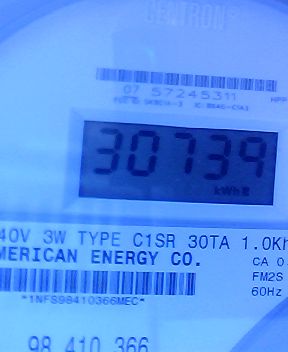 CENTRON®
07 57245311
30739
kWh
40V 3W TYPE C1SR 30TA 1.0Kh
MERICAN ENERGY CO.
CA 0
FM2S
*1NFS98410366MEC*
60Hz
98 410 366